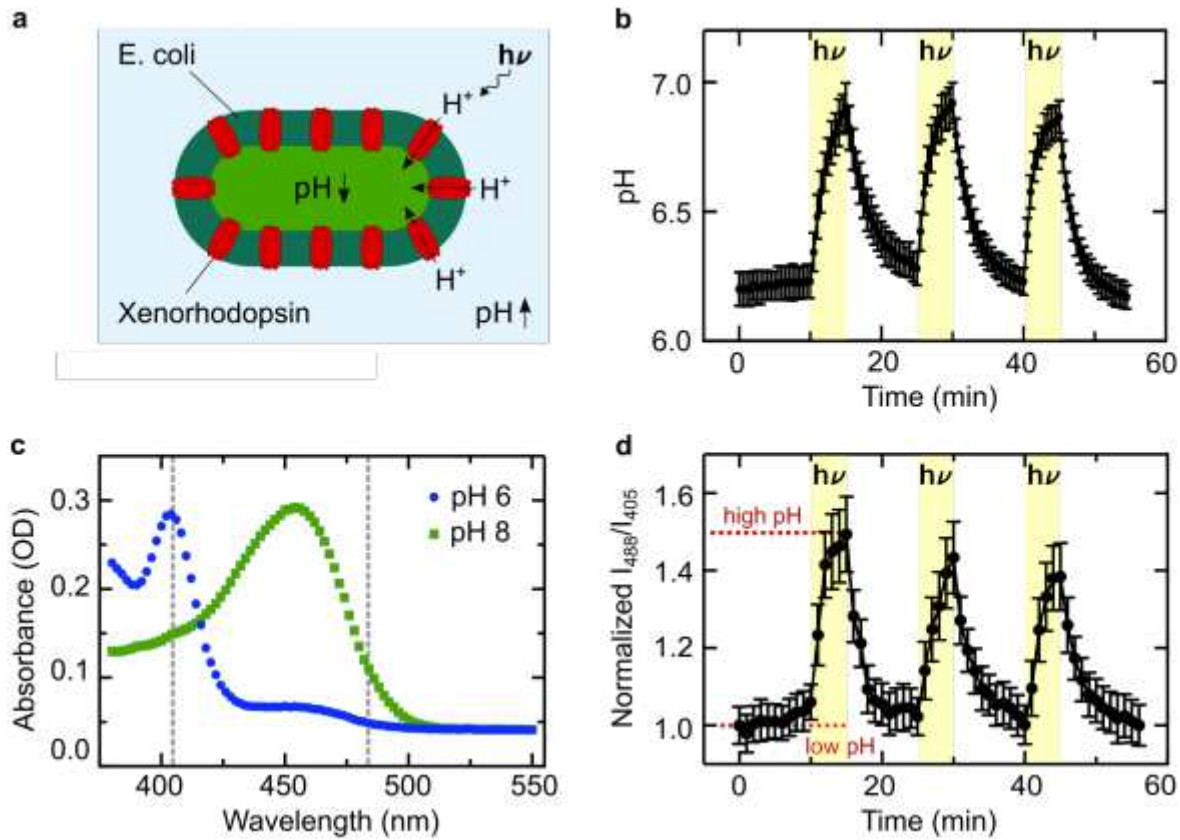 a
E. coli
hν
H⁺
pH
H⁺
H⁺
Xenorhodopsin
pH
b
hν hν hν
7.0
6.5
6.0
pH
0 20 40 60
Time (min)
c
0.3
0.2
0.1
0.0
Absorbance (OD)
pH 6
pH 8
400 450 500 550
Wavelength (nm)
d
hν hν hν
high pH
1.6
1.4
1.2
1.0
Normalized I₄₈₈/I₄₀₅
low pH
0 20 40 60
Time (min)